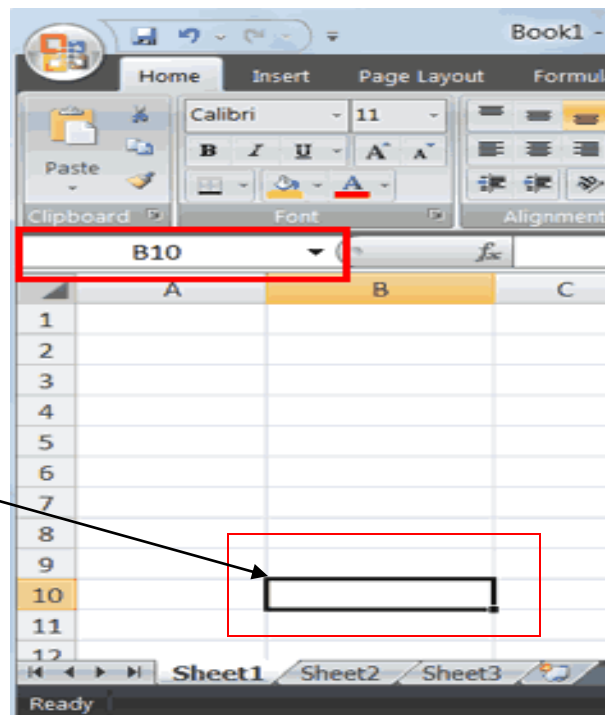 Book1 -
Home Insert Page Layout Formul
Calibri 11
B I U A A
Paste A
Clipboard Font Alignment
B10 fx
A B C
1
2
3
4
5
6
7
8
9
10
11
12
Sheet1 Sheet2 Sheet3
Ready